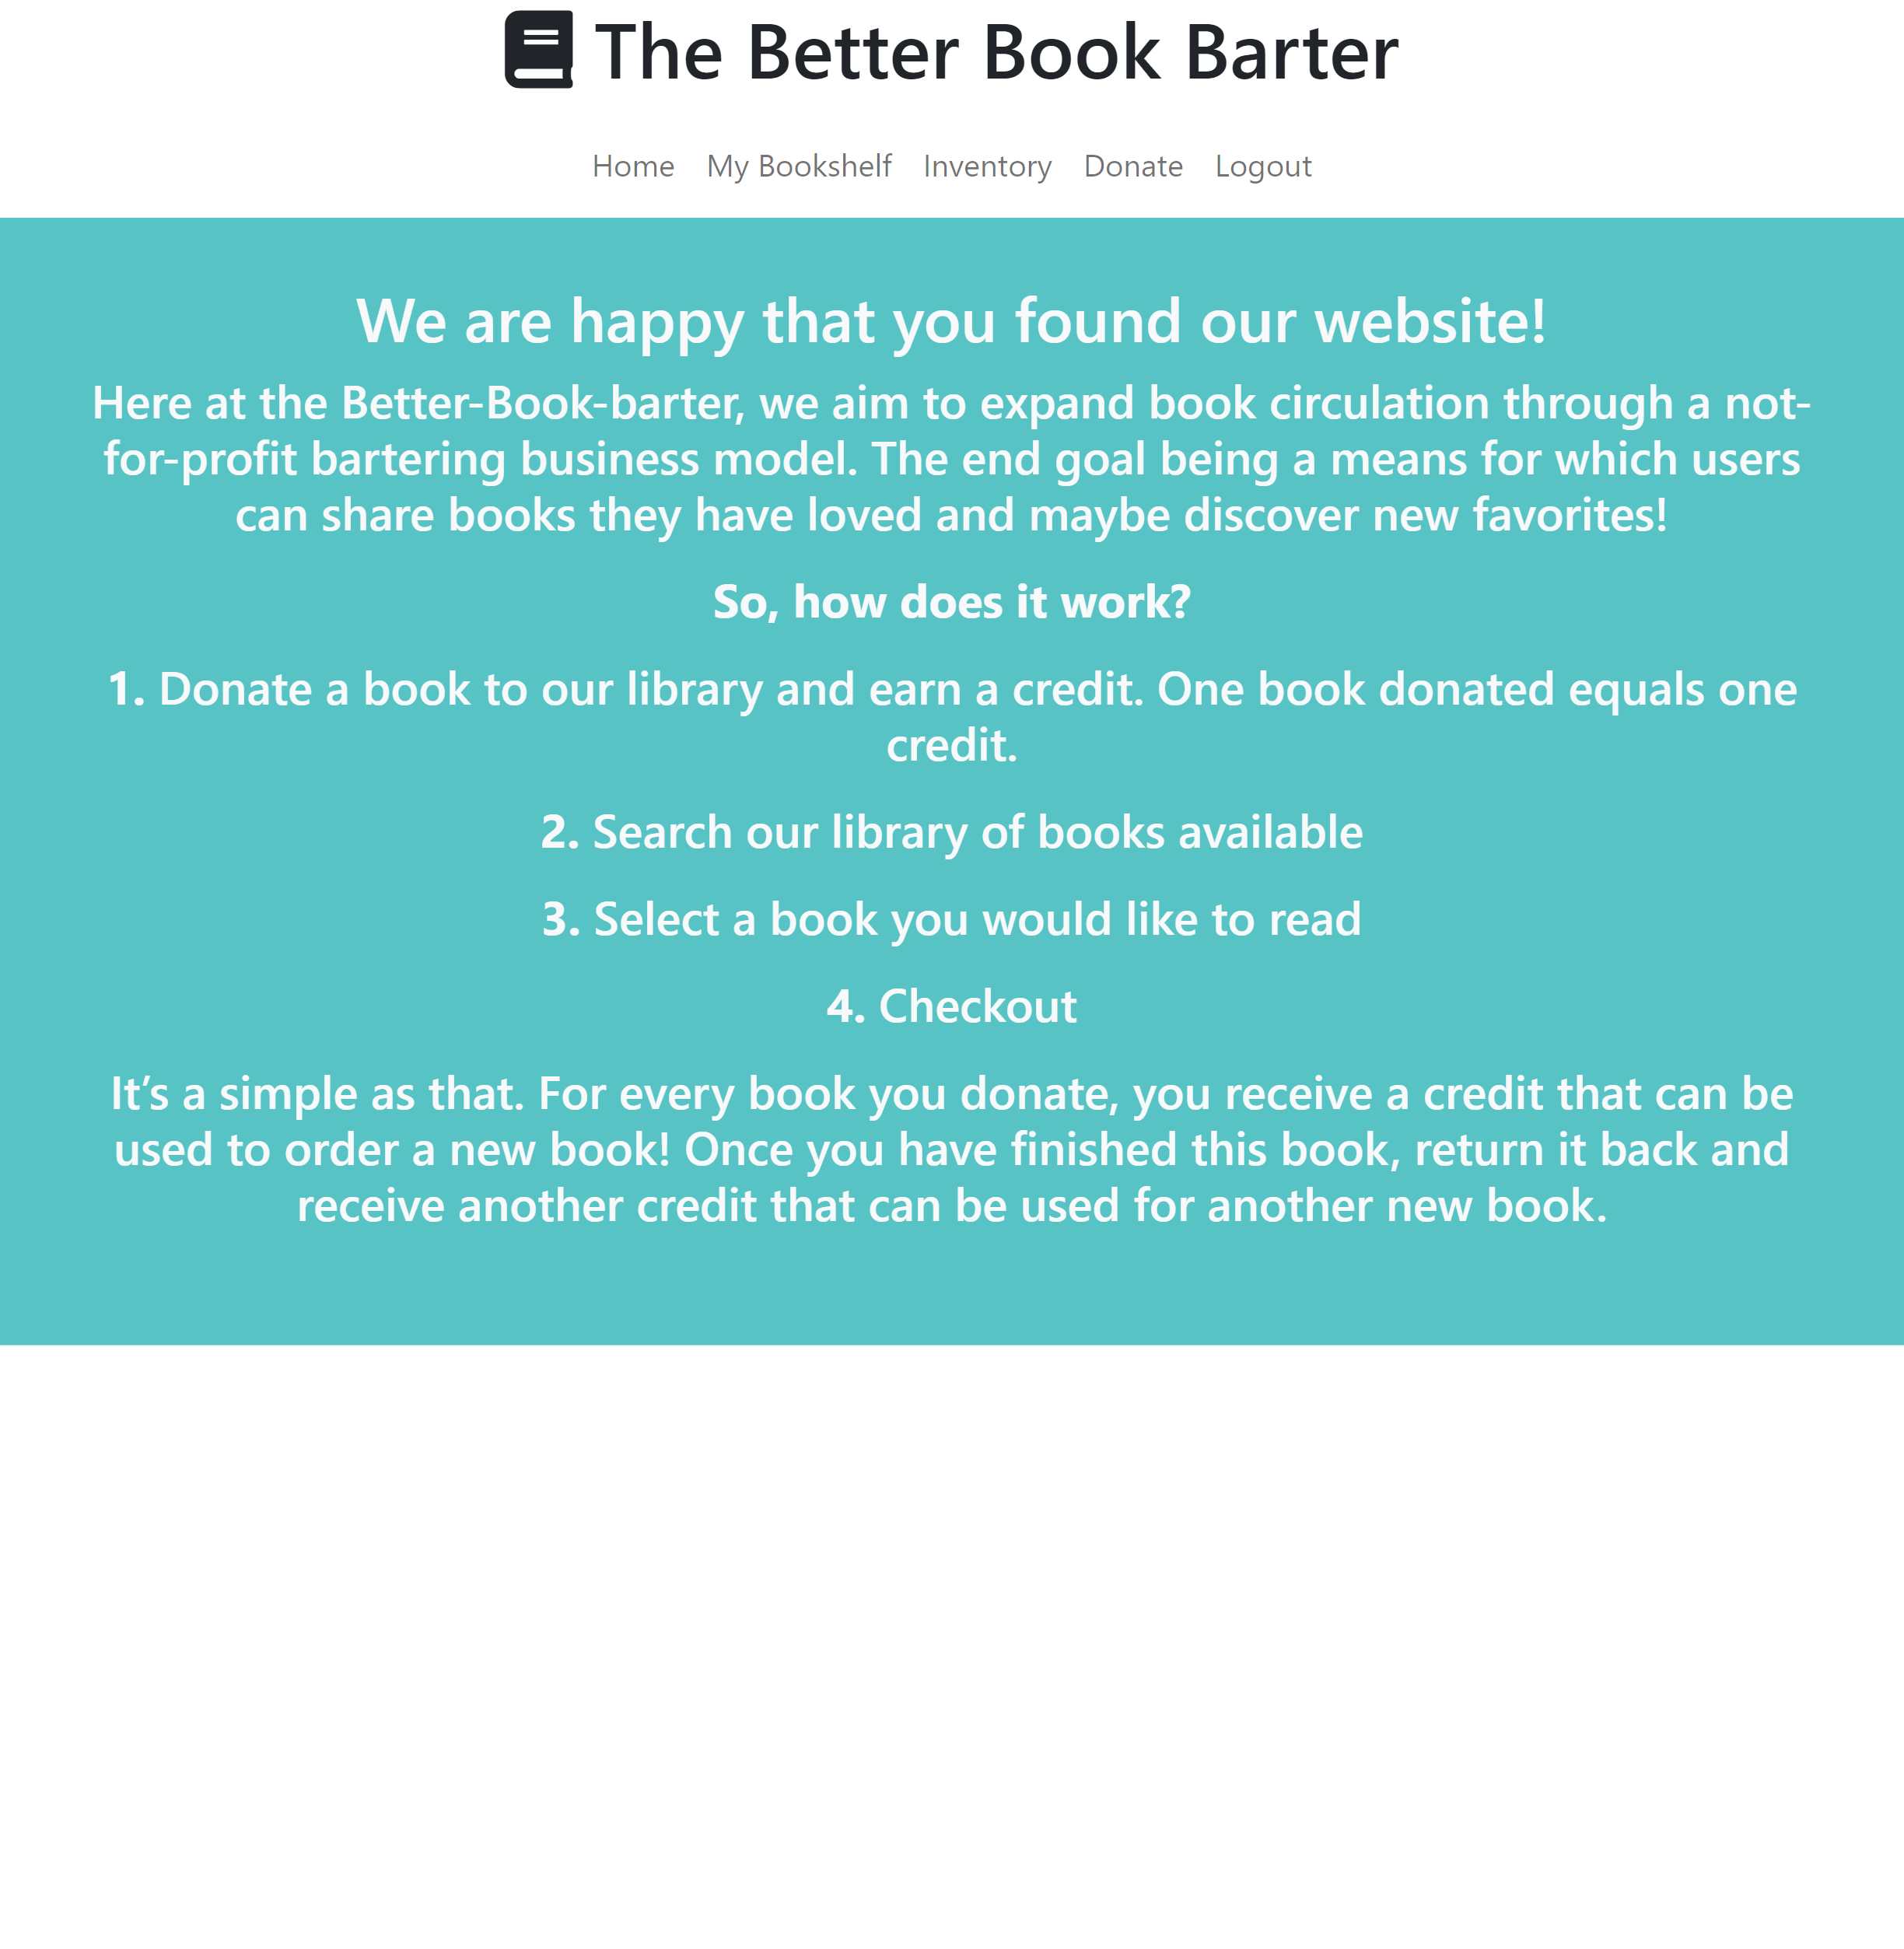 The Better Book Barter
Home My Bookshelf Inventory Donate Logout
We are happy that you found our website!
Here at the Better-Book-barter, we aim to expand book circulation through a not-
for-profit bartering business model. The end goal being a means for which users
can share books they have loved and maybe discover new favorites!
So, how does it work?
1. Donate a book to our library and earn a credit. One book donated equals one
credit.
2. Search our library of books available
3. Select a book you would like to read
4. Checkout
It’s a simple as that. For every book you donate, you receive a credit that can be
used to order a new book! Once you have finished this book, return it back and
receive another credit that can be used for another new book.